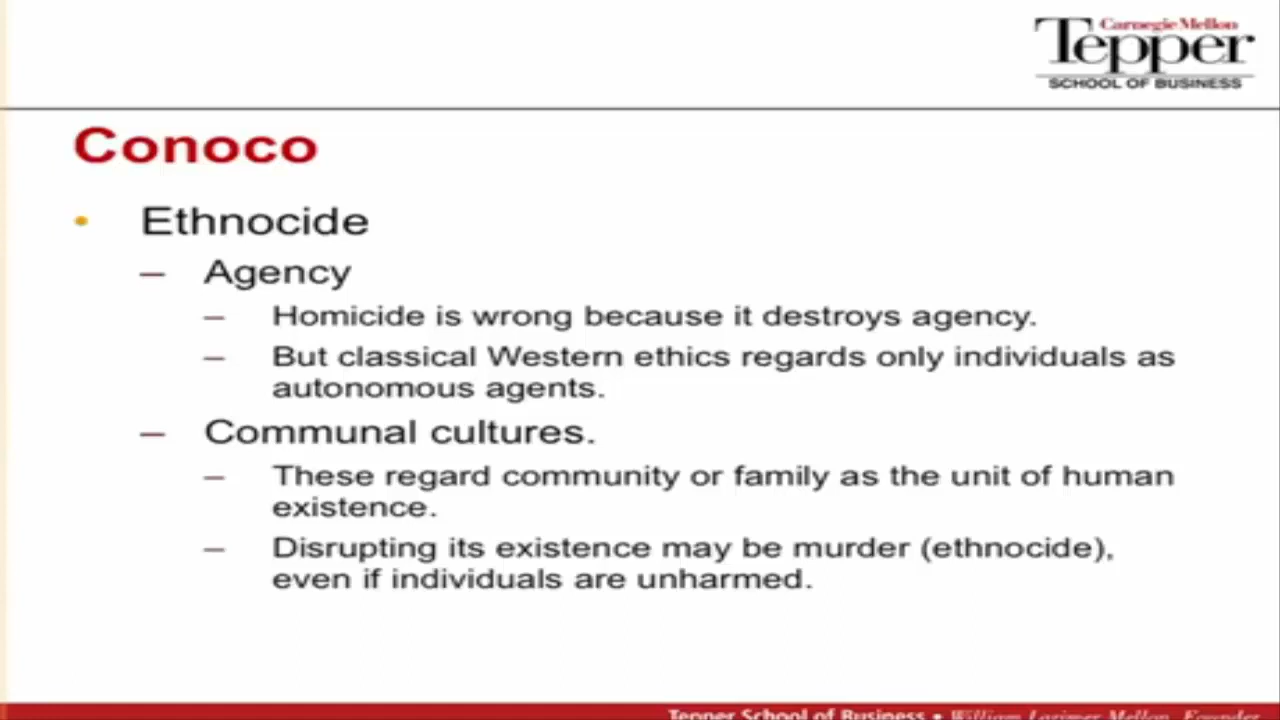 Carnegie Mellon
Tepper
SCHOOL OF BUSINESS
Conoco
• Ethnocide
– Agency
– Homicide is wrong because it destroys agency.
– But classical Western ethics regards only individuals as
autonomous agents.
– Communal cultures.
– These regard community or family as the unit of human
existence.
– Disrupting its existence may be murder (ethnocide),
even if individuals are unharmed.
Tepper School of Business • William Larimer Mellon, Founder